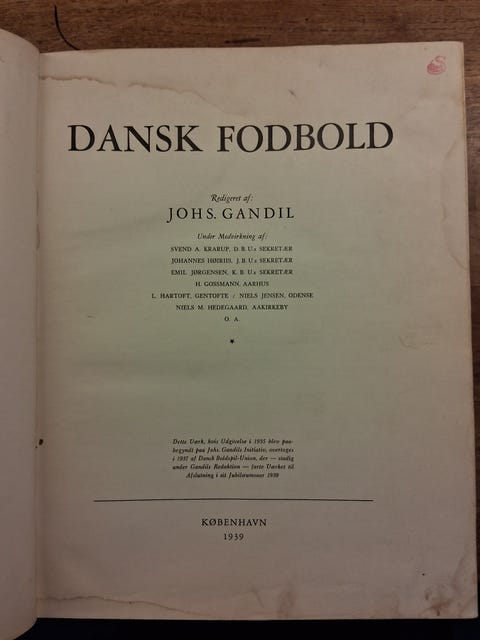 DANSK FODBOLD
Redigeret af:
JOHS. GANDIL
Under Medvirkning af:
SVEND A. KRARUP, D. B. U.s SEKRETÆR
JOHANNES HØIRIIS, J. B. U.s SEKRETÆR
EMIL JØRGENSEN, K. B. U.s SEKRETÆR
H. GOSSMANN, AARHUS
L. HARTOFT, GENTOFTE / NIELS JENSEN, ODENSE
NIELS M. HEDEGAARD, AAKIRKEBY
O. A.
Dette Værk, hvis Udgivelse i 1935 blev paa-
begyndt paa Johs. Gandils Initiativ, overtoges
i 1937 af Dansk Boldspil-Union, der — stadig
under Gandils Redaktion — førte Værket til
Afslutning i sit Jubilæumsaar 1939
KØBENHAVN
1939